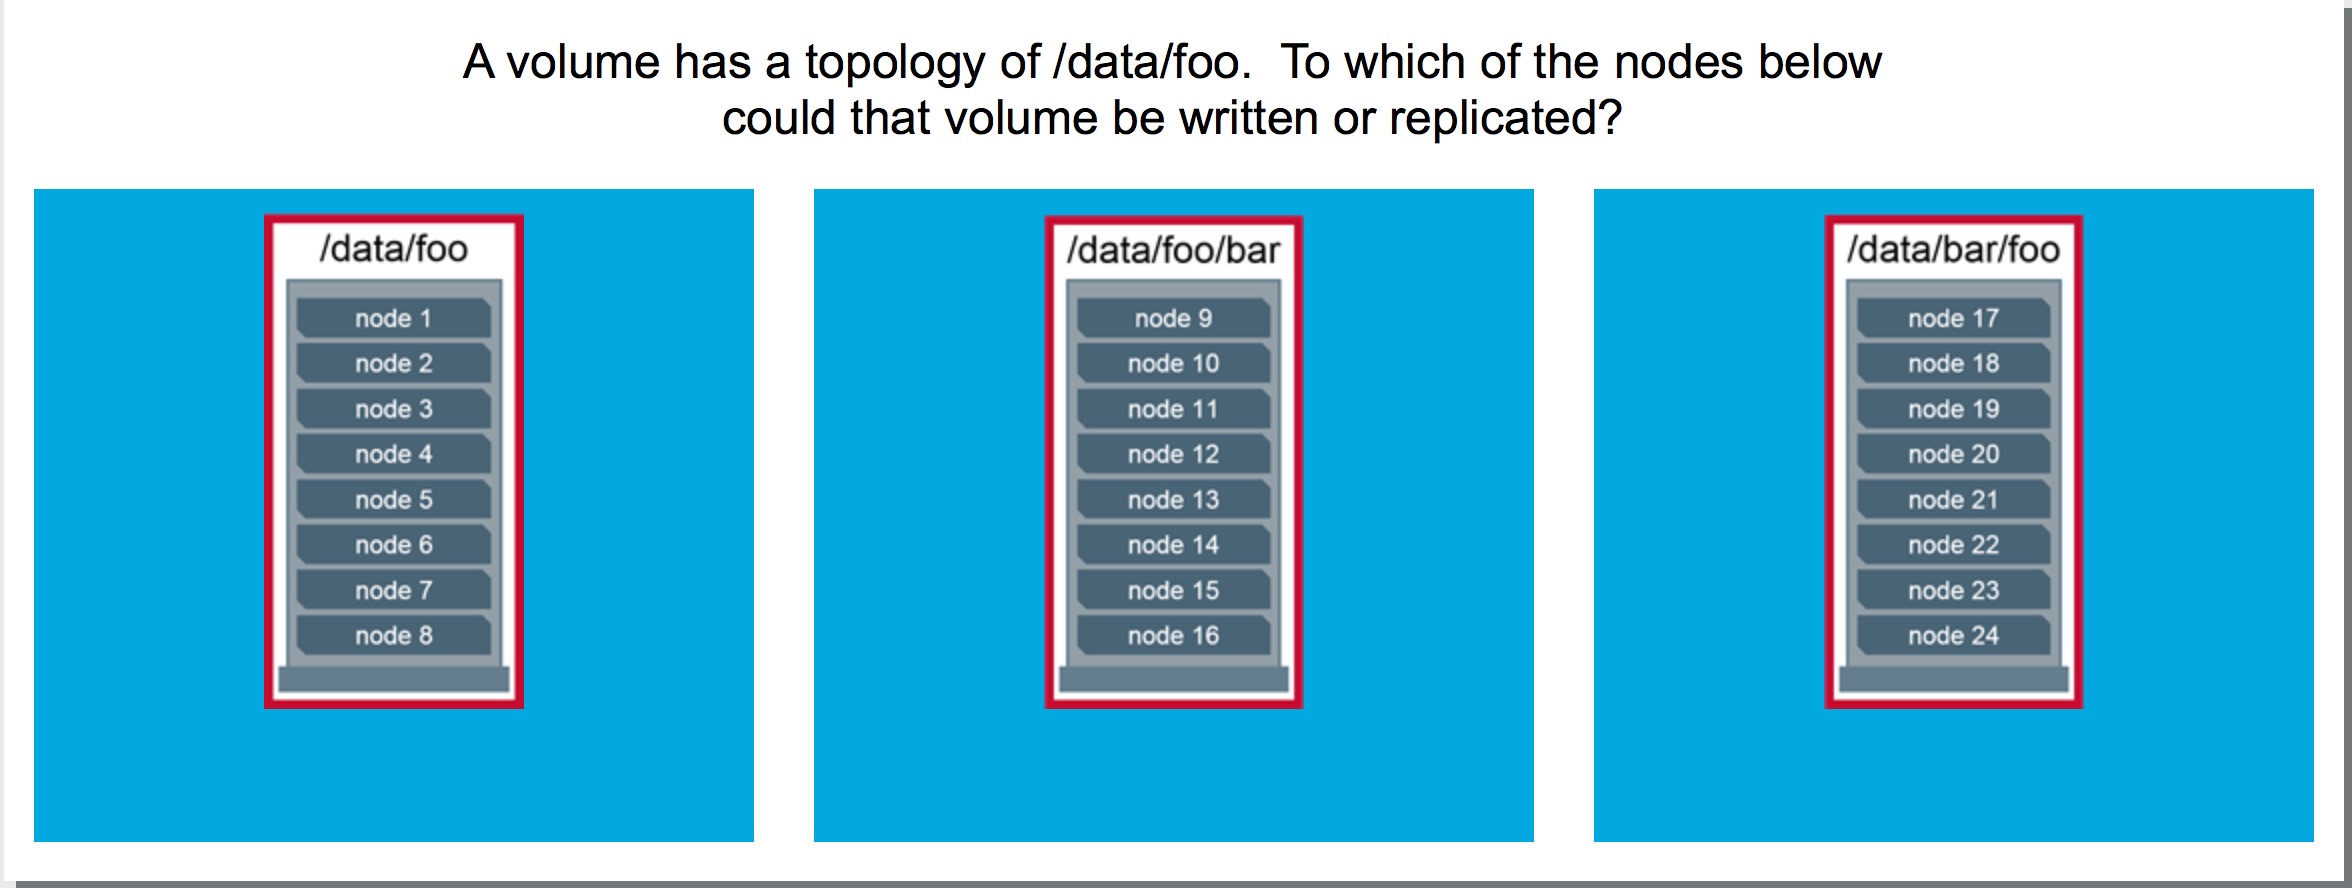 A volume has a topology of /data/foo.  To which of the nodes below
could that volume be written or replicated?
/data/foo
node 1
node 2
node 3
node 4
node 5
node 6
node 7
node 8
/data/foo/bar
node 9
node 10
node 11
node 12
node 13
node 14
node 15
node 16
/data/bar/foo
node 17
node 18
node 19
node 20
node 21
node 22
node 23
node 24